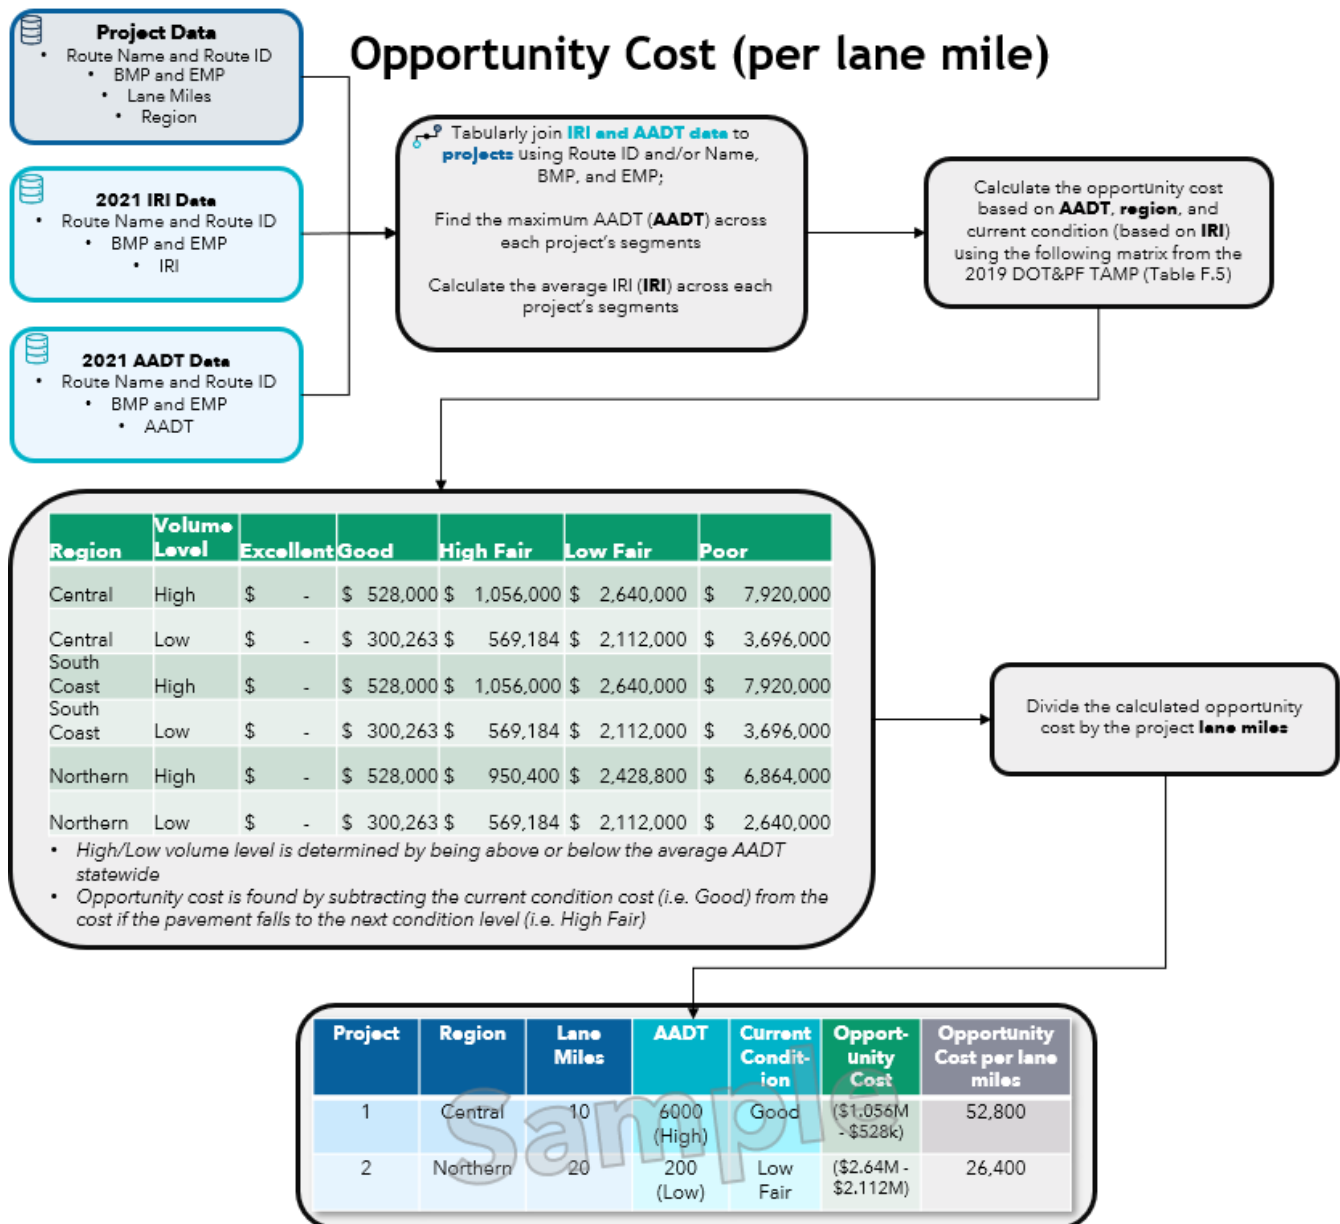 Opportunity Cost (per lane mile)
Project Data
• Route Name and Route ID
• BMP and EMP
• Lane Miles
• Region
2021 IRI Data
• Route Name and Route ID
• BMP and EMP
• IRI
2021 AADT Data
• Route Name and Route ID
• BMP and EMP
• AADT
Tabularly join IRI and AADT data to
projects using Route ID and/or Name,
BMP, and EMP;
Find the maximum AADT (AADT) across
each project's segments
Calculate the average IRI (IRI) across each
project's segments
Calculate the opportunity cost
based on AADT, region, and
current condition (based on IRI)
using the following matrix from the
2019 DOT&PF TAMP (Table F.5)
Region Volume Level Excellent Good High Fair Low Fair Poor
Central High $ - $ 528,000 $ 1,056,000 $ 2,640,000 $ 7,920,000
Central Low $ - $ 300,263 $ 569,184 $ 2,112,000 $ 3,696,000
South Coast High $ - $ 528,000 $ 1,056,000 $ 2,640,000 $ 7,920,000
South Coast Low $ - $ 300,263 $ 569,184 $ 2,112,000 $ 3,696,000
Northern High $ - $ 528,000 $ 950,400 $ 2,428,800 $ 6,864,000
Northern Low $ - $ 300,263 $ 569,184 $ 2,112,000 $ 2,640,000
• High/Low volume level is determined by being above or below the average AADT
statewide
• Opportunity cost is found by subtracting the current condition cost (i.e. Good) from the
cost if the pavement falls to the next condition level (i.e. High Fair)
Divide the calculated opportunity
cost by the project lane miles
Project Region Lane Miles AADT Current Condit-ion Opport-unity Cost Opportunity Cost per lane miles
1 Central 10 6000 (High) Good ($1.056M - $528k) 52,800
2 Northern 20 200 (Low) Low Fair ($2.64M - $2.112M) 26,400
Sample